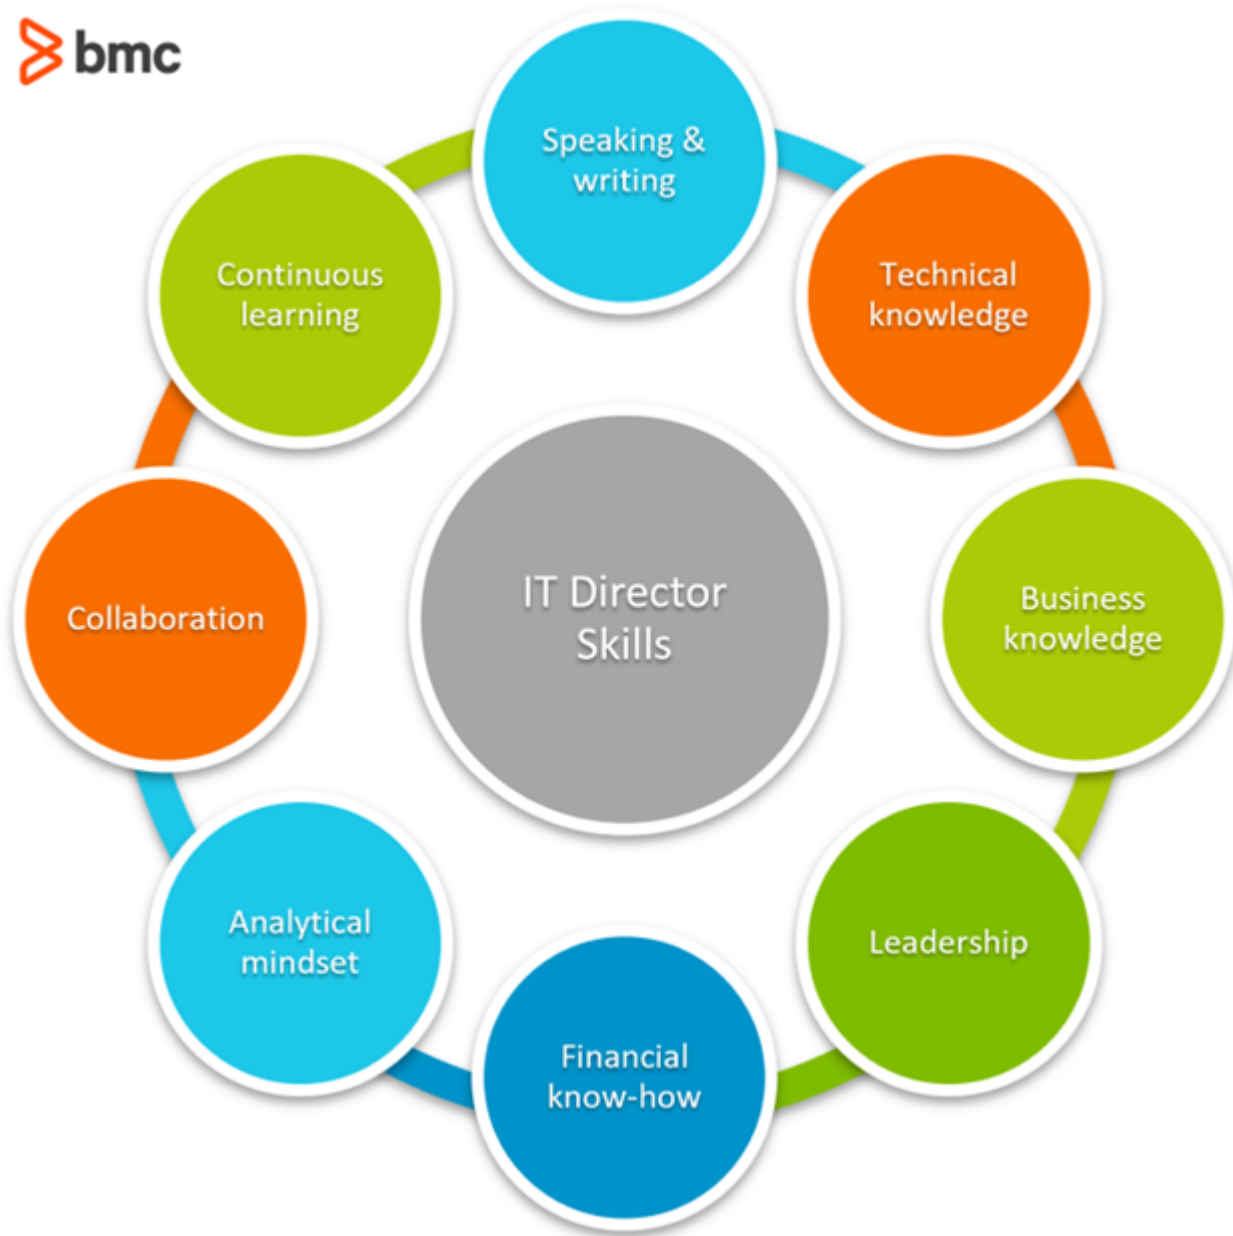 bmc
Speaking &
writing
Technical
knowledge
Business
knowledge
Leadership
Financial
know-how
Analytical
mindset
Collaboration
Continuous
learning
IT Director
Skills